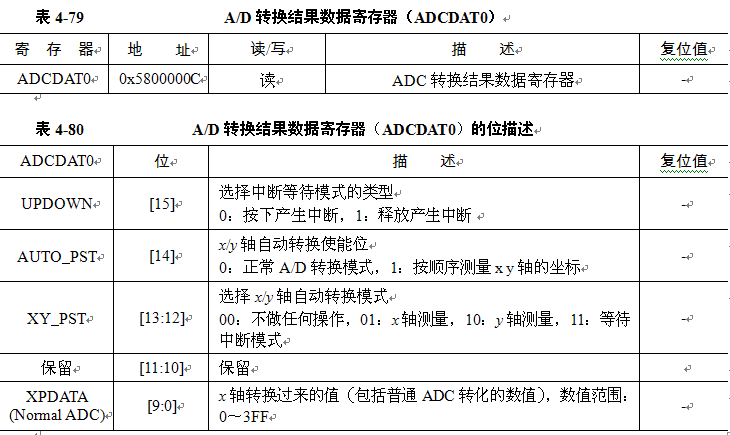 表 4-79 A/D 转换结果数据寄存器（ADCDAT0）
寄 存 器 地 址 读/写 描 述 复位值
ADCDAT0 0x5800000C 读 ADC 转换结果数据寄存器 -
表 4-80 A/D 转换结果数据寄存器（ADCDAT0）的位描述
ADCDAT0 位 描 述 复位值
UPDOWN [15] 选择中断等待模式的类型 -
0：按下产生中断，1：释放产生中断
AUTO_PST [14] x/y 轴自动转换使能位 -
0：正常 A/D 转换模式，1：按顺序测量 x y 轴的坐标
XY_PST [13:12] 选择 x/y 轴自动转换模式 -
00：不做任何操作，01：x 轴测量，10：y 轴测量，11：等待
中断模式
保留 [11:10] 保留
XPDATA [9:0] x 轴转换过来的值（包括普通 ADC 转化的数值），数值范围： -
(Normal ADC) 0～3FF